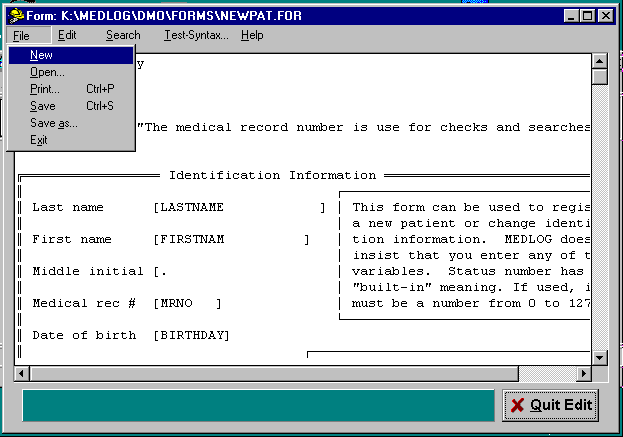 Form: K:\MEDLOG\DMO\FORMS\NEWPAT.FOR
File Edit Search Test-Syntax... Help
New
Open...
Print... Ctrl+P
Save Ctrl+S
Save as...
Exit
y
"The medical record number is use for checks and searches
Identification Information
Last name [LASTNAME ]
First name [FIRSTNAM ]
Middle initial [.
Medical rec # [MRNO ]
Date of birth [BIRTHDAY]
This form can be used to regis
a new patient or change identi
tion information. MEDLOG does
insist that you enter any of t
variables. Status number has
"built-in" meaning. If used, i
must be a number from 0 to 127
Quit Edit